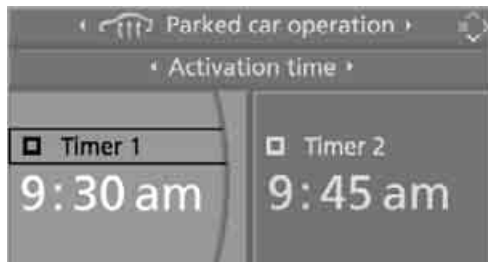 Parked car operation
Activation time
Timer 1
9:30 am
Timer 2
9:45 am